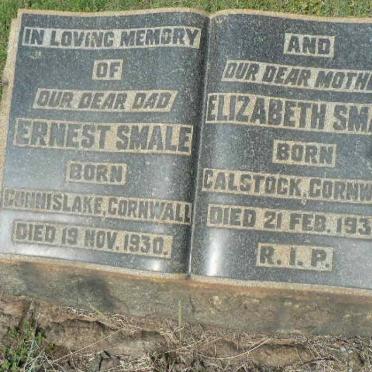 IN LOVING MEMORY
OF
OUR DEAR DAD
ERNEST SMALE
BORN
GUNNISLAKE, CORNWALL
DIED 19 NOV. 1930.
AND
OUR DEAR MOTHE
ELIZABETH SMA
BORN
CALSTOCK, CORNW
DIED 21 FEB. 193
R.I.P.